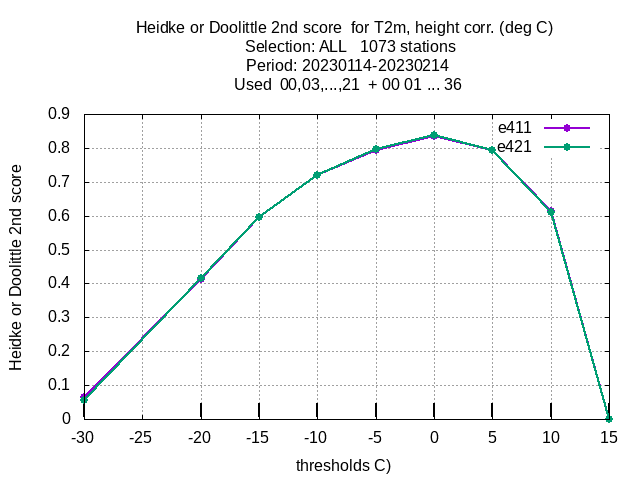 Heidke or Doolittle 2nd score  for T2m, height corr. (deg C)
Selection: ALL   1073 stations
Period: 20230114-20230214
Used  00,03,...,21  + 00 01 ... 36
e411
e421
Heidke or Doolittle 2nd score
0.9
0.8
0.7
0.6
0.5
0.4
0.3
0.2
0.1
0
-30 -25 -20 -15 -10 -5 0 5 10 15
thresholds C)